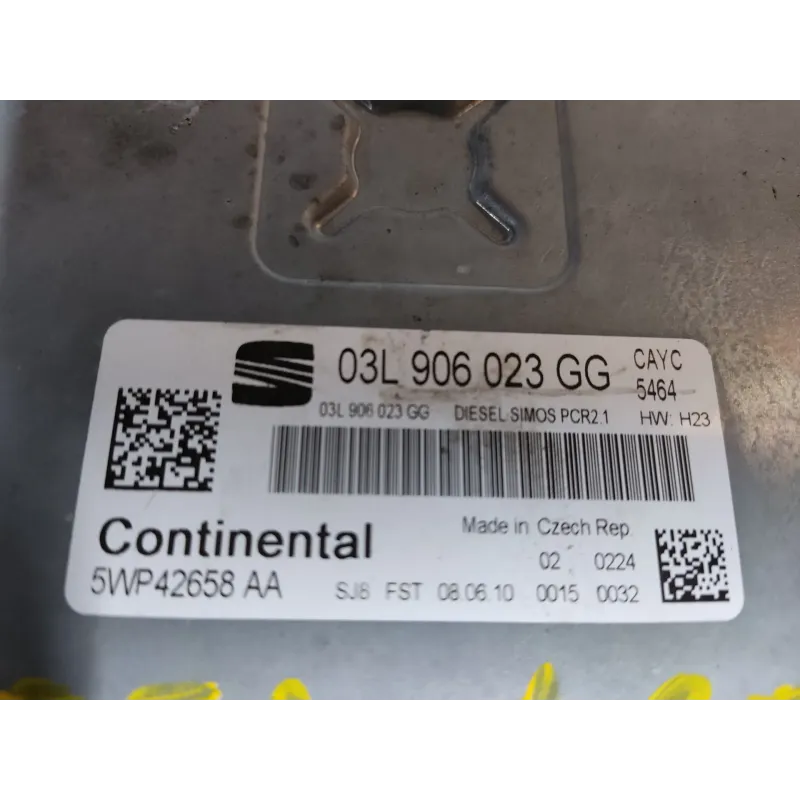 03L 906 023 GG CAYC
5464
03L 906 023 GG DIESEL SIMOS PCR2.1 HW: H23
Continental Made in Czech Rep.
02 0224
5WP42658 AA SJ6 FST 08.06.10 0015 0032